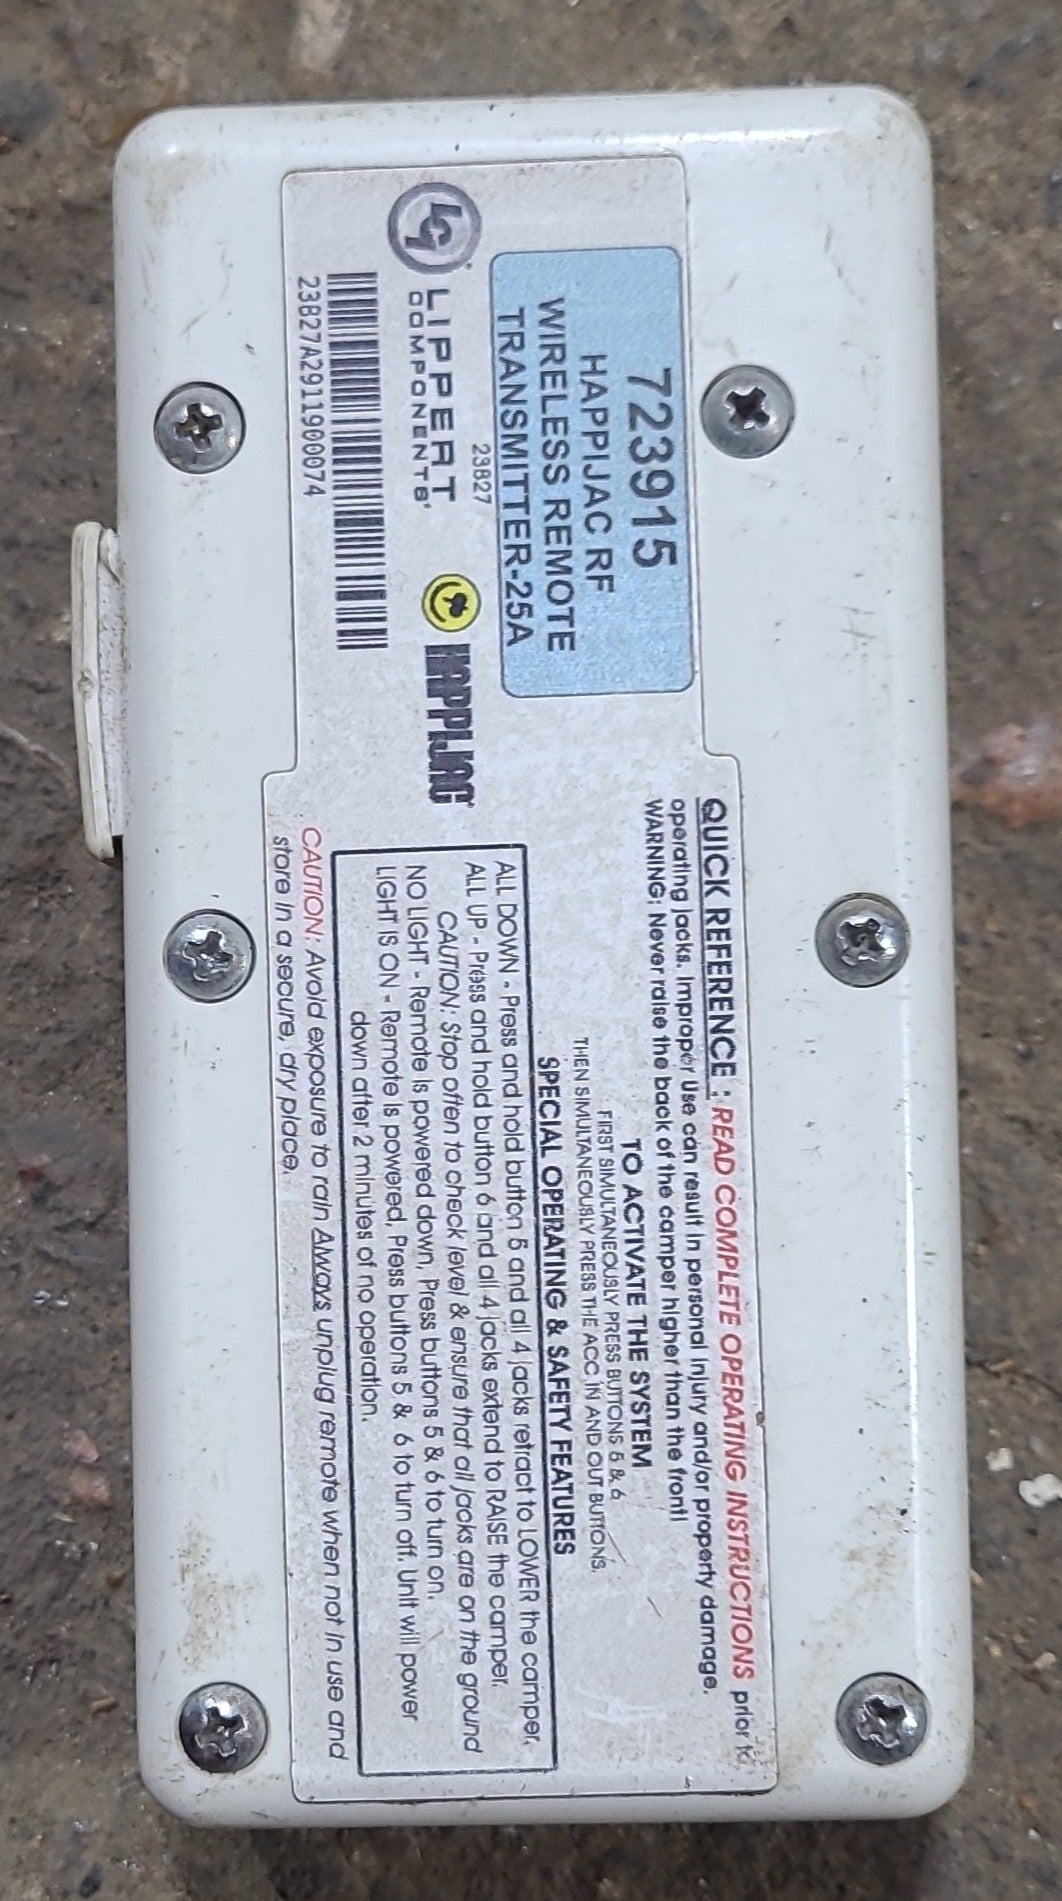 723915
HAPPIJAC RF
WIRELESS REMOTE
TRANSMITTER-25A
23827
LCI
LIPPERT
COMPONENTS
HAPPIJAC
23827A2911900074
QUICK REFERENCE : READ COMPLETE OPERATING INSTRUCTIONS prior to
operating jacks. Improper Use can result in personal injury and/or property damage.
WARNING: Never raise the back of the camper higher than the front!
TO ACTIVATE THE SYSTEM
FIRST SIMULTANEOUSLY PRESS BUTTONS 5 & 6
THEN SIMULTANEOUSLY PRESS THE ACC IN AND OUT BUTTONS.
SPECIAL OPERATING & SAFETY FEATURES
ALL DOWN - Press and hold button 5 and all 4 jacks retract to LOWER the camper.
ALL UP - Press and hold button 6 and all 4 jacks extend to RAISE the camper.
CAUTION: Stop often to check level & ensure that all jacks are on the ground
NO LIGHT - Remote is powered down, Press buttons 5 & 6 to turn on.
LIGHT IS ON - Remote is powered, Press buttons 5 & 6 to turn off. Unit will power
down after 2 minutes of no operation.
CAUTION: Avoid exposure to rain Always unplug remote when not in use and
store in a secure, dry place.